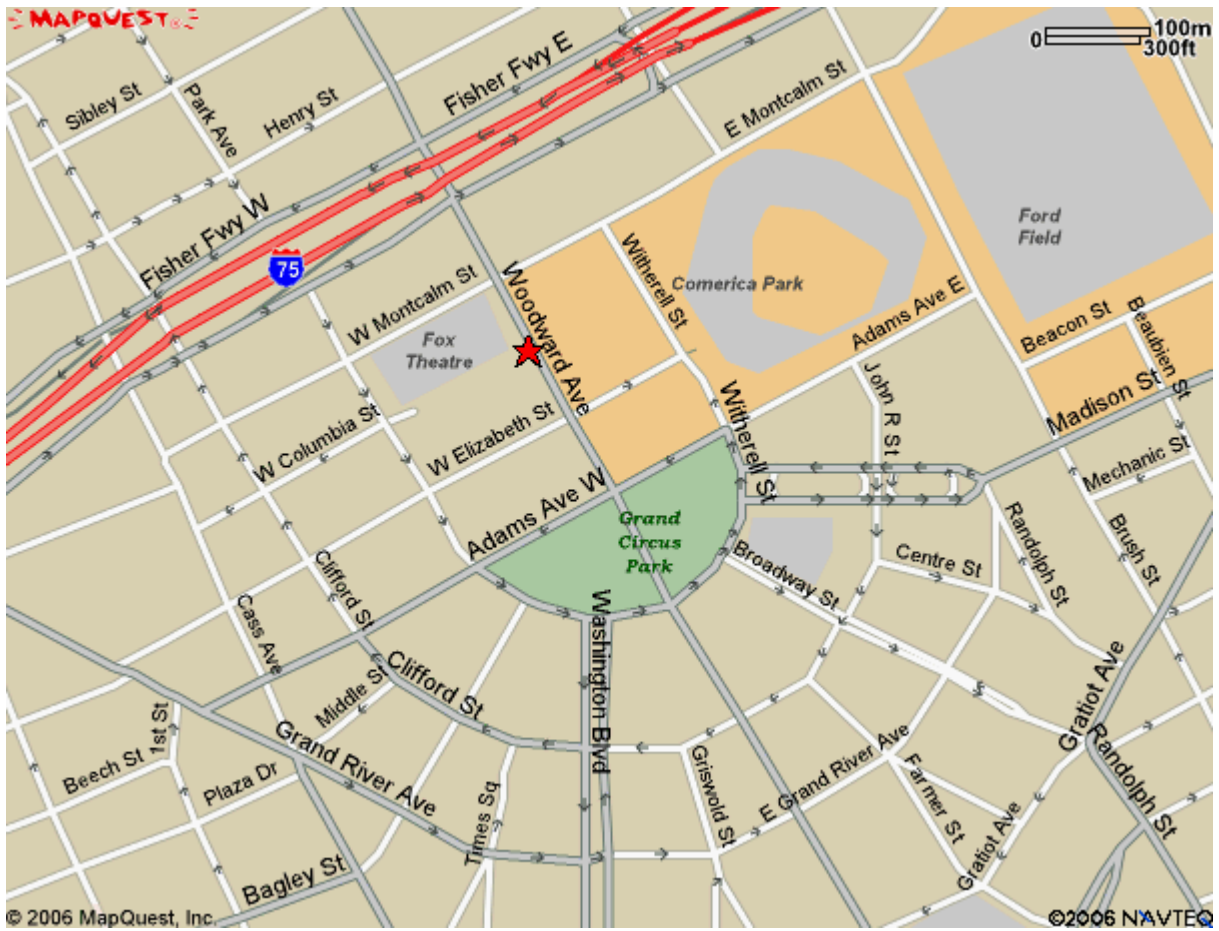 MAPQUEST
0 100m
300ft
Fisher Fwy E
Sibley St
Park Ave
Henry St
E Montcalm St
Ford
Field
Fisher Fwy W
75
W Montcalm St
Woodward Ave
Witherell St
Comerica Park
Adams Ave E
Beacon St
Beaubien St
Fox
Theatre
John R St
Madison St
W Columbia St
W Elizabeth St
Witherell St
Mechanic St
Adams Ave W
Grand
Circus
Park
Randolph St
Brush St
Broadway St
Centre St
Clifford St
Cass Ave
Washington Blvd
Clifford St
Middle St
Gratiot Ave
1st St
Beech St
Plaza Dr
Grand River Ave
Griswold St
E Grand River Ave
Randolph St
Times Sq
Farmer St
Gratiot Ave
Bagley St
© 2006 MapQuest, Inc.
©2006 NAVTEQ